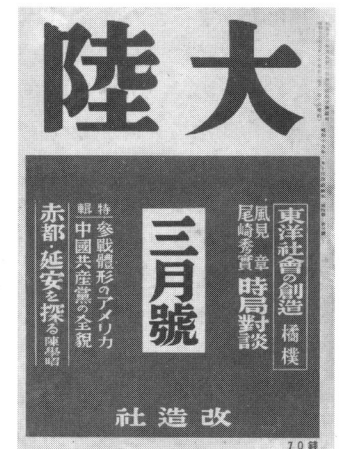 大陸
東洋社會の創造 橘樸
風見章
尾崎秀實 時局對談
三月號
特輯
參戰體形のアメリカ
中國共産黨の全貌
赤都・延安を探る 陳學昭
改造社
70錢